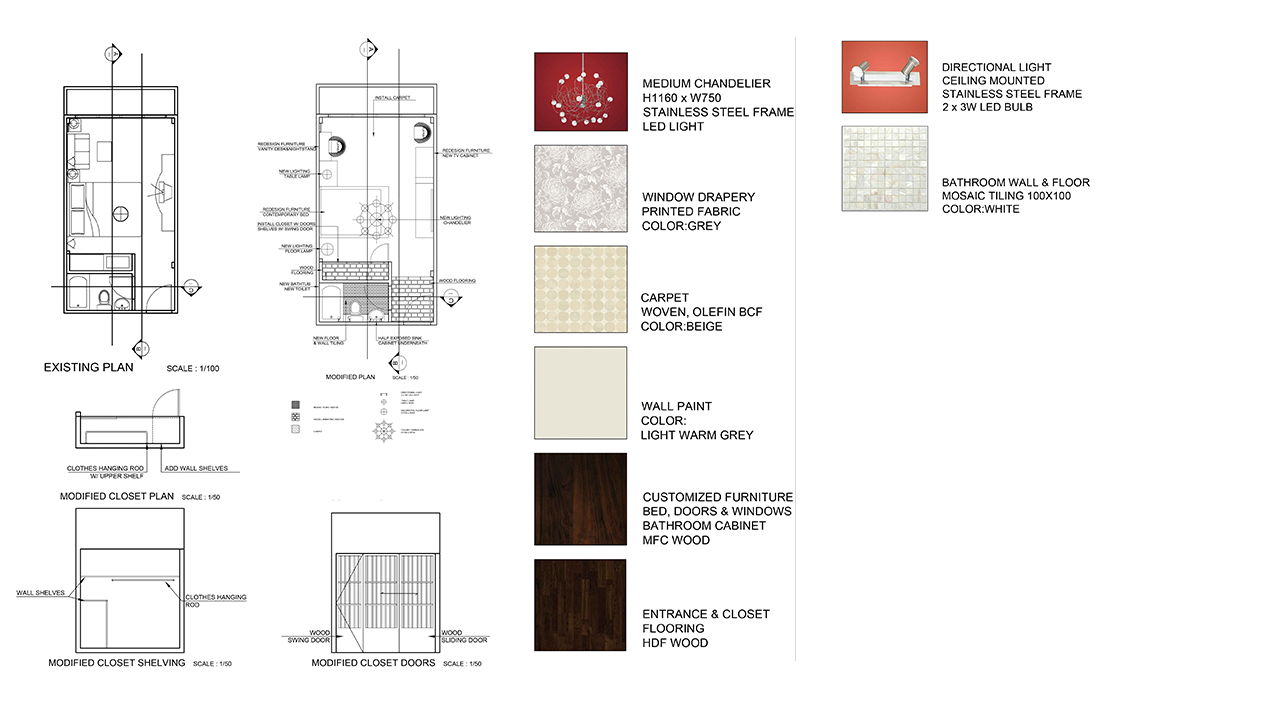 EXISTING PLAN
SCALE : 1/100
CLOTHES HANGING ROD
W/ UPPER SHELF
ADD WALL SHELVES
MODIFIED CLOSET PLAN
SCALE : 1/50
WALL SHELVES
CLOTHES HANGING
ROD
MODIFIED CLOSET SHELVING
SCALE : 1/50
INSTALL CARPET
REDESIGN FURNITURE
VANITY DESK&NIGHTSTAND
NEW LIGHTING
TABLE LAMP
REDESIGN FURNITURE
CONTEMPORARY BED
INSTALL CLOSET W/ DOORS
SHELVES W/ SWING DOOR
NEW LIGHTING
FLOOR LAMP
WOOD
FLOORING
NEW BATHTUB
NEW TOILET
REDESIGN FURNITURE
NEW TV CABINET
NEW LIGHTING
CHANDELIER
WOOD FLOORING
NEW FLOOR
& WALL TILING
HALF EXPOSED SINK
CABINET UNDERNEATH
MODIFIED PLAN
SCALE : 1/50
WOOD
SWING DOOR
WOOD
SLIDING DOOR
MODIFIED CLOSET DOORS
SCALE : 1/50
MEDIUM CHANDELIER
H1160 x W750
STAINLESS STEEL FRAME
LED LIGHT
WINDOW DRAPERY
PRINTED FABRIC
COLOR:GREY
CARPET
WOVEN, OLEFIN BCF
COLOR:BEIGE
WALL PAINT
COLOR:
LIGHT WARM GREY
CUSTOMIZED FURNITURE
BED, DOORS & WINDOWS
BATHROOM CABINET
MFC WOOD
ENTRANCE & CLOSET
FLOORING
HDF WOOD
DIRECTIONAL LIGHT
CEILING MOUNTED
STAINLESS STEEL FRAME
2 x 3W LED BULB
BATHROOM WALL & FLOOR
MOSAIC TILING 100X100
COLOR:WHITE